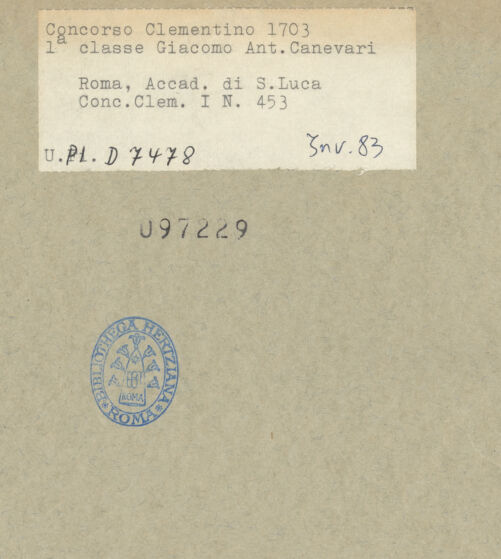 Concorso Clementino 1703
1ª classe Giacomo Ant.Canevari
Roma, Accad. di S.Luca
Conc.Clem. I N. 453
U.Pl. D 7478
Inv. 83
097229
BIBLIOTHECA HERTZIANA
ROMA
ROMA